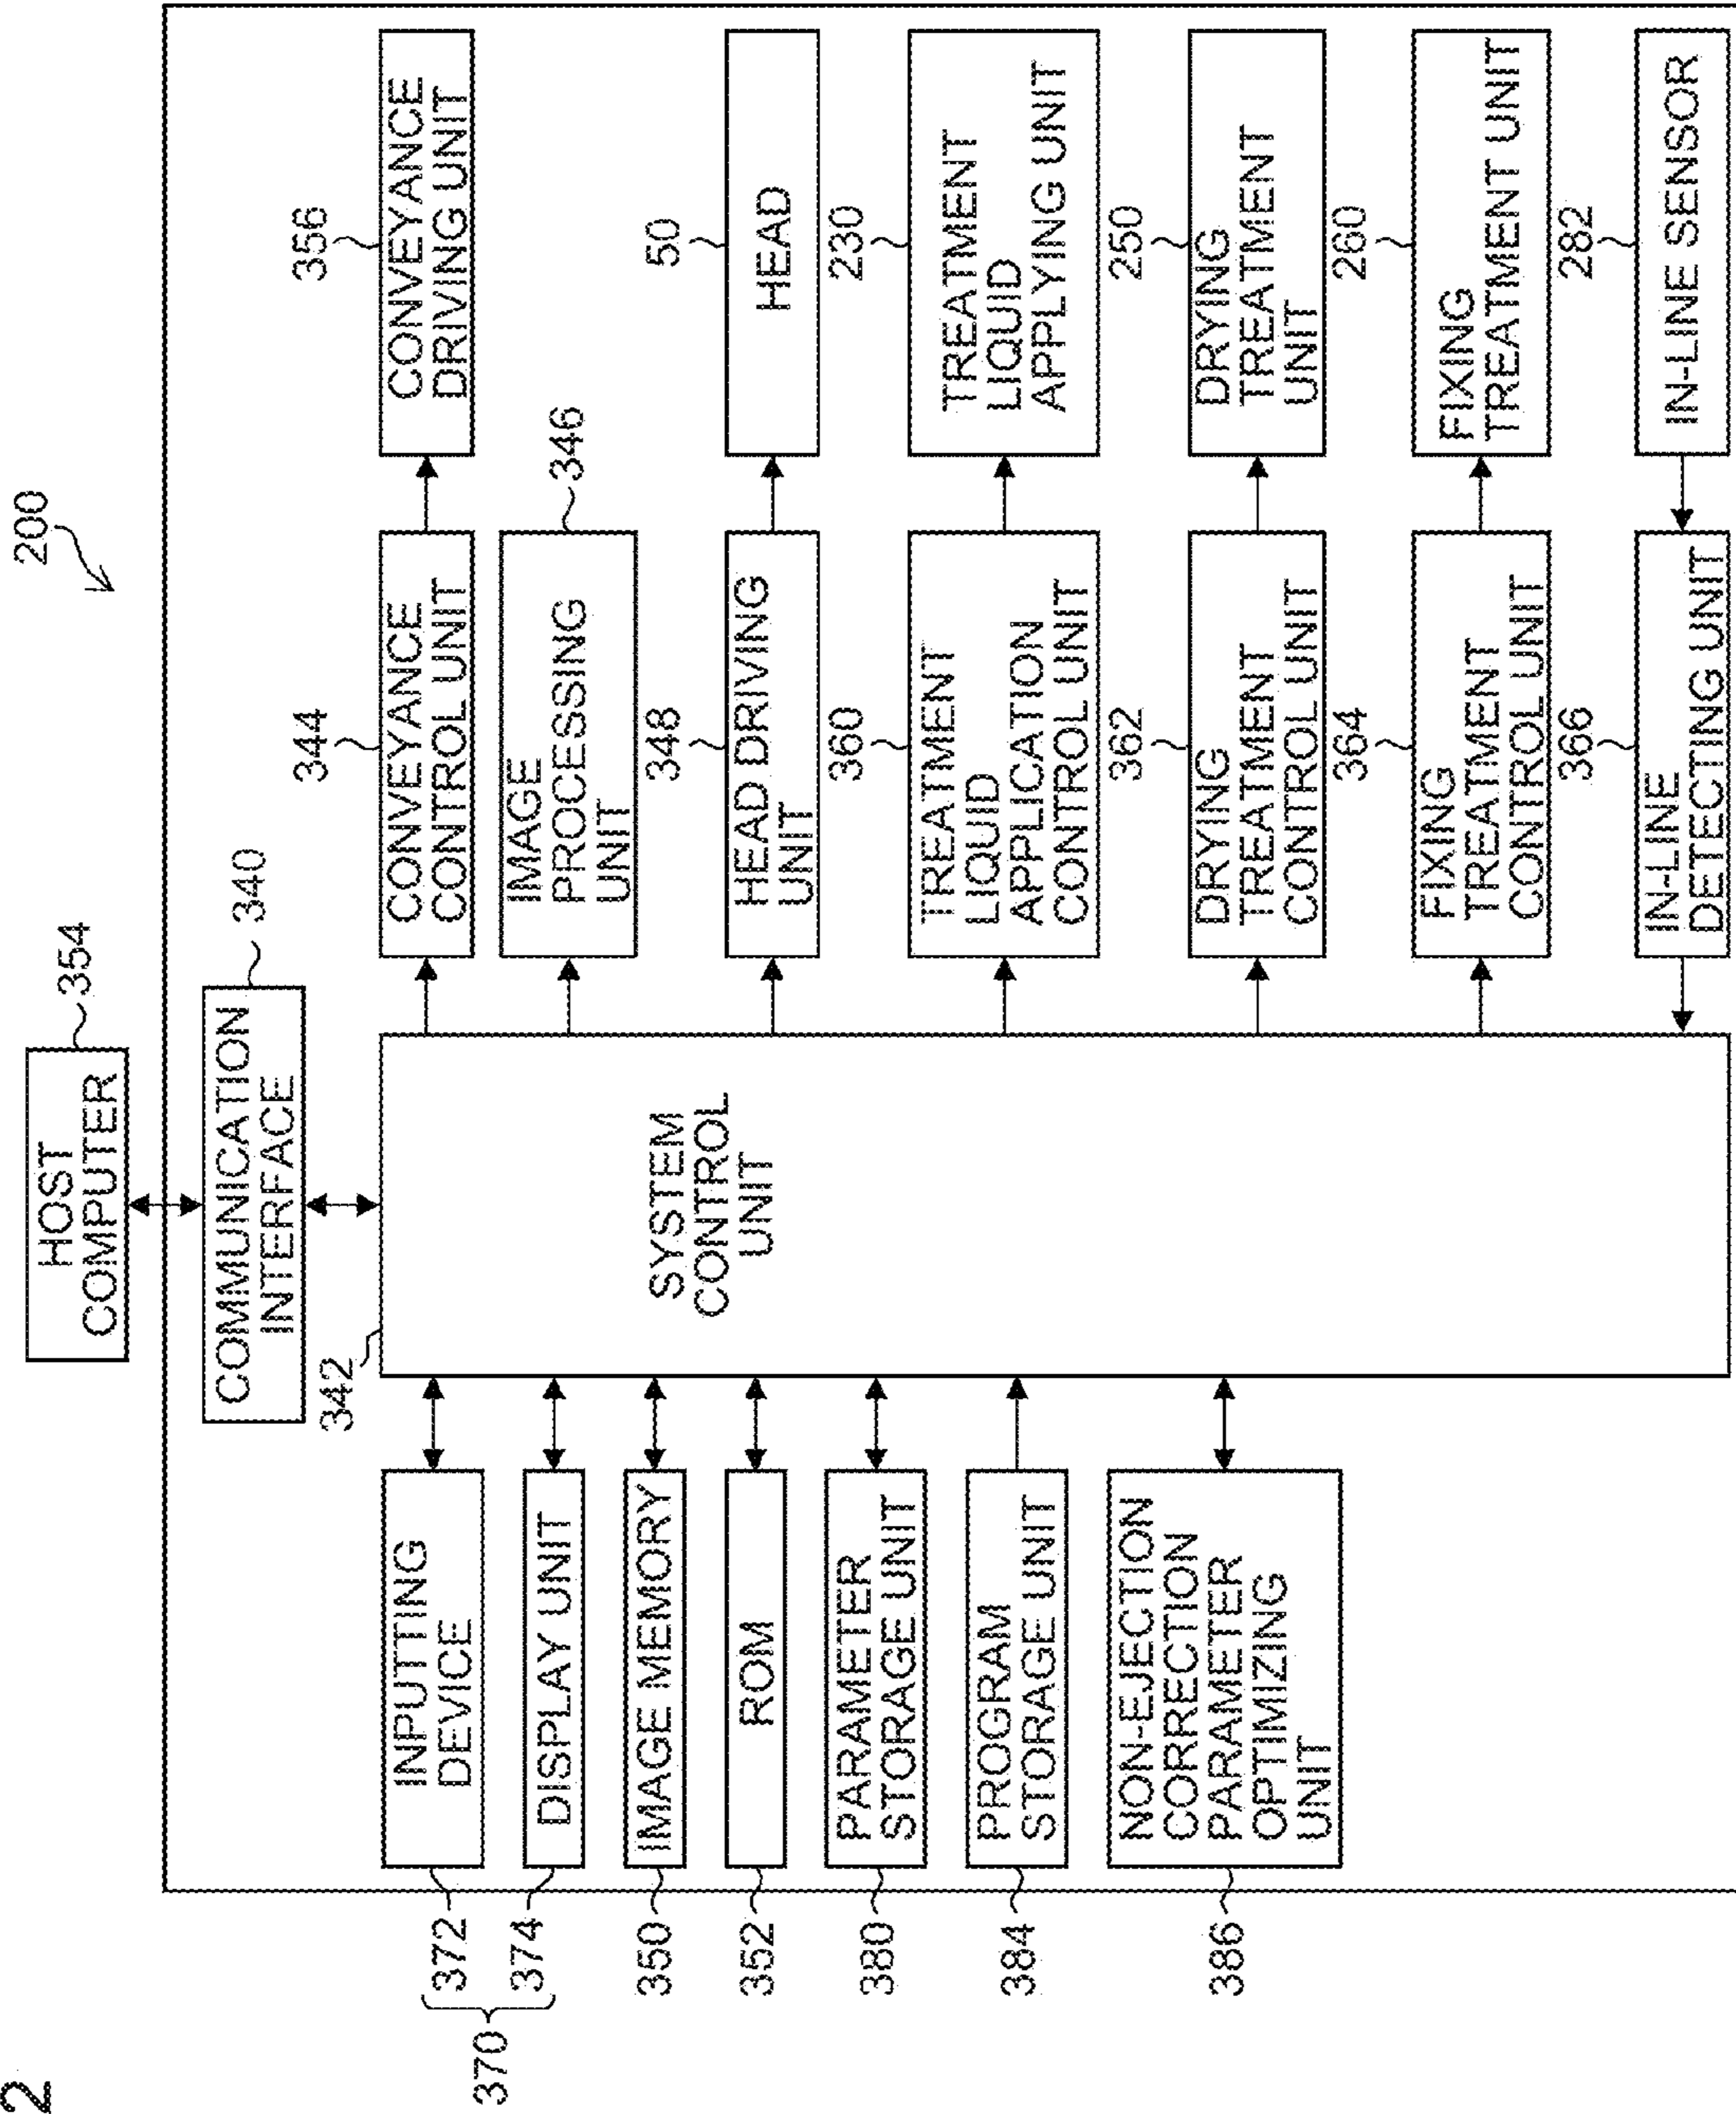 2
200
HOST
COMPUTER
354
COMMUNICATION
INTERFACE
340
342
SYSTEM
CONTROL
UNIT
370
372
INPUTTING
DEVICE
374
DISPLAY UNIT
350
IMAGE MEMORY
352
ROM
380
PARAMETER
STORAGE UNIT
384
PROGRAM
STORAGE UNIT
386
NON-EJECTION
CORRECTION
PARAMETER
OPTIMIZING
UNIT
344
CONVEYANCE
CONTROL UNIT
356
CONVEYANCE
DRIVING UNIT
346
IMAGE
PROCESSING
UNIT
348
HEAD DRIVING
UNIT
50
HEAD
360
TREATMENT
LIQUID
APPLICATION
CONTROL UNIT
230
TREATMENT
LIQUID
APPLYING UNIT
362
DRYING
TREATMENT
CONTROL UNIT
250
DRYING
TREATMENT
UNIT
364
FIXING
TREATMENT
CONTROL UNIT
260
FIXING
TREATMENT UNIT
366
IN-LINE
DETECTING UNIT
282
IN-LINE SENSOR